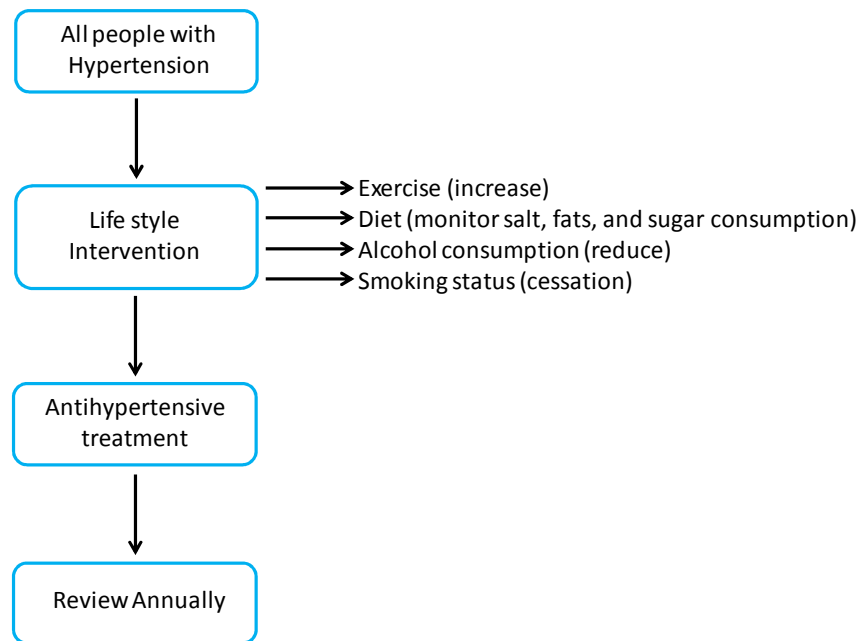 All people with
Hypertension
Life style
Intervention
Exercise (increase)
Diet (monitor salt, fats, and sugar consumption)
Alcohol consumption (reduce)
Smoking status (cessation)
Antihypertensive
treatment
Review Annually